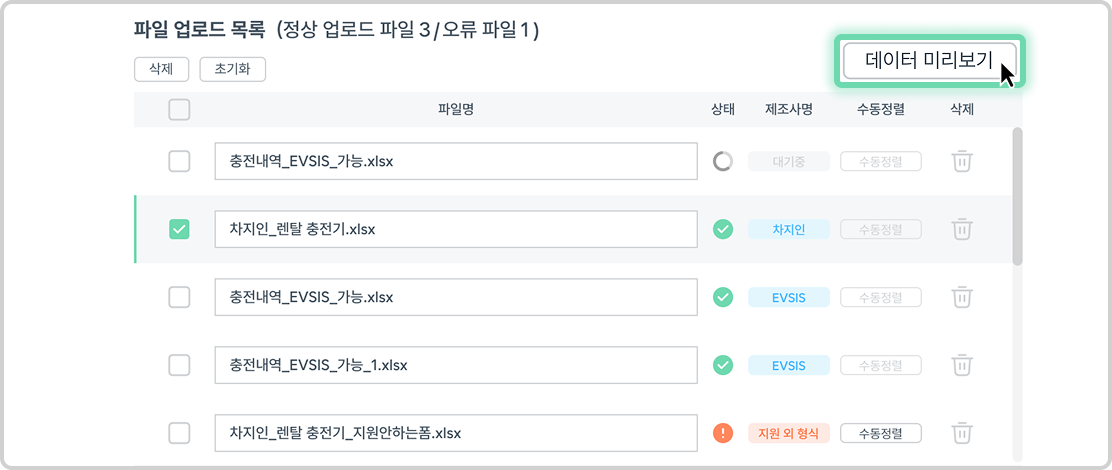 파일 업로드 목록 (정상 업로드 파일 3 / 오류 파일 1)
삭제 초기화 데이터 미리보기
파일명 상태 제조사명 수동정렬 삭제
충전내역_EVSIS_가능.xlsx 대기중 수동정렬
차지인_렌탈 충전기.xlsx 차지인 수동정렬
충전내역_EVSIS_가능.xlsx EVSIS 수동정렬
충전내역_EVSIS_가능_1.xlsx EVSIS 수동정렬
차지인_렌탈 충전기_지원안하는폼.xlsx 지원 외 형식 수동정렬